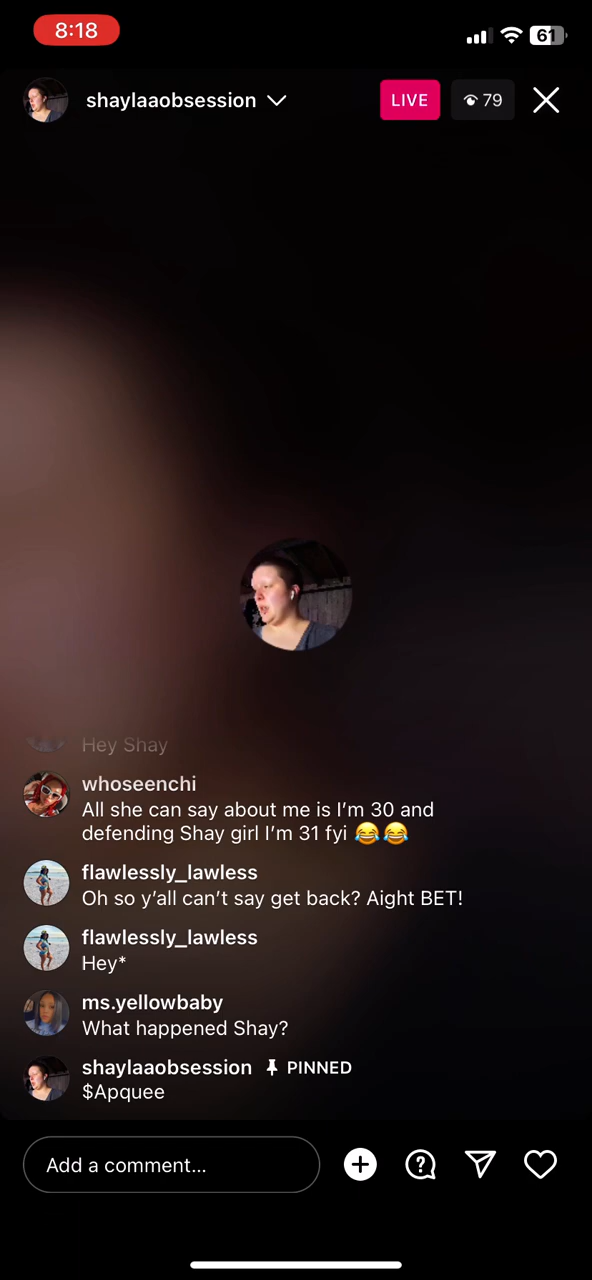 8:18
61
shaylaaobsession
LIVE
79
Hey Shay
whoseenchi
All she can say about me is I'm 30 and
defending Shay girl I'm 31 fyi 😂😂
flawlessly_lawless
Oh so y'all can't say get back? Aight BET!
flawlessly_lawless
Hey*
ms.yellowbaby
What happened Shay?
shaylaaobsession PINNED
$Apquee
Add a comment...